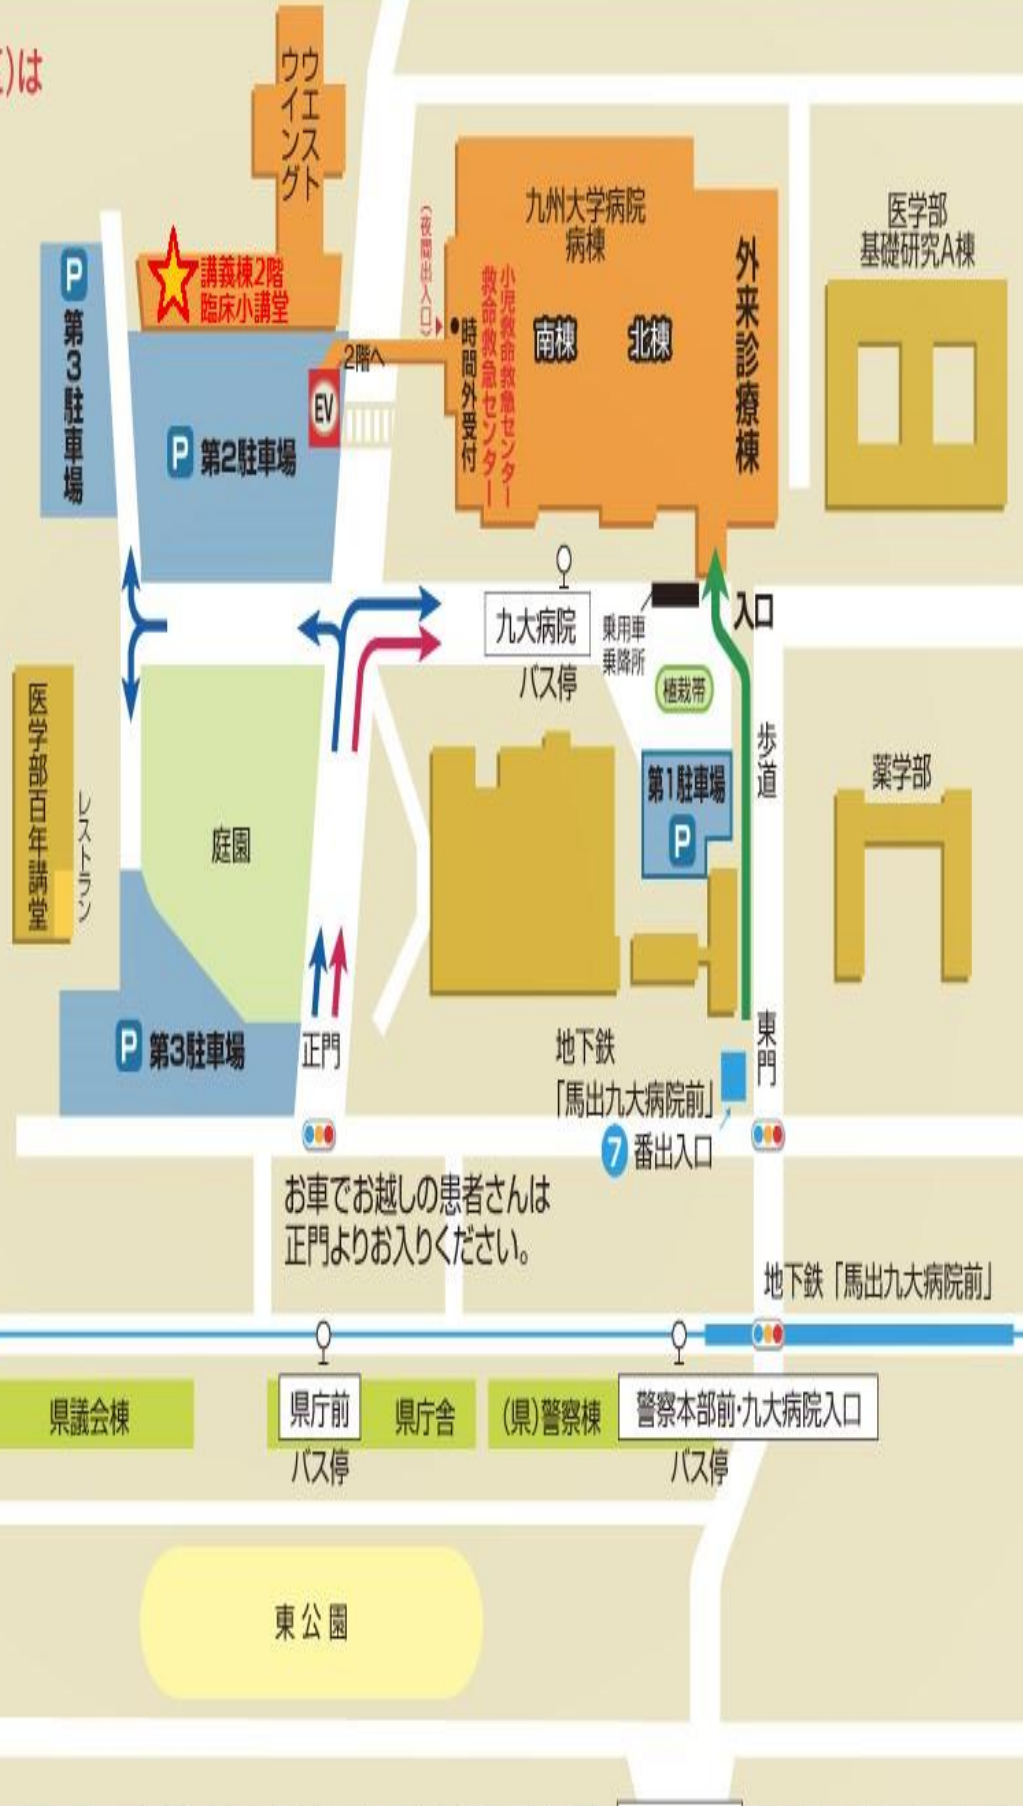 )は
ウエスト
ウイング
九州大学病院
病棟
医学部
基礎研究A棟
外来診療棟
(夜間出入口)
小児救命救急センター
救命救急センター
●時間外受付
南棟
北棟
P
第3駐車場
講義棟2階
臨床小講堂
2階へ
EV
P 第2駐車場
九大病院
バス停
乗用車
乗降所
入口
植栽帯
歩道
医学部百年講堂
レストラン
庭園
第1駐車場
P
薬学部
P 第3駐車場
正門
東門
地下鉄
「馬出九大病院前」
7 番出入口
お車でお越しの患者さんは
正門よりお入りください。
地下鉄「馬出九大病院前」
県議会棟
県庁前
バス停
県庁舎
(県)警察棟
警察本部前・九大病院入口
バス停
東公園